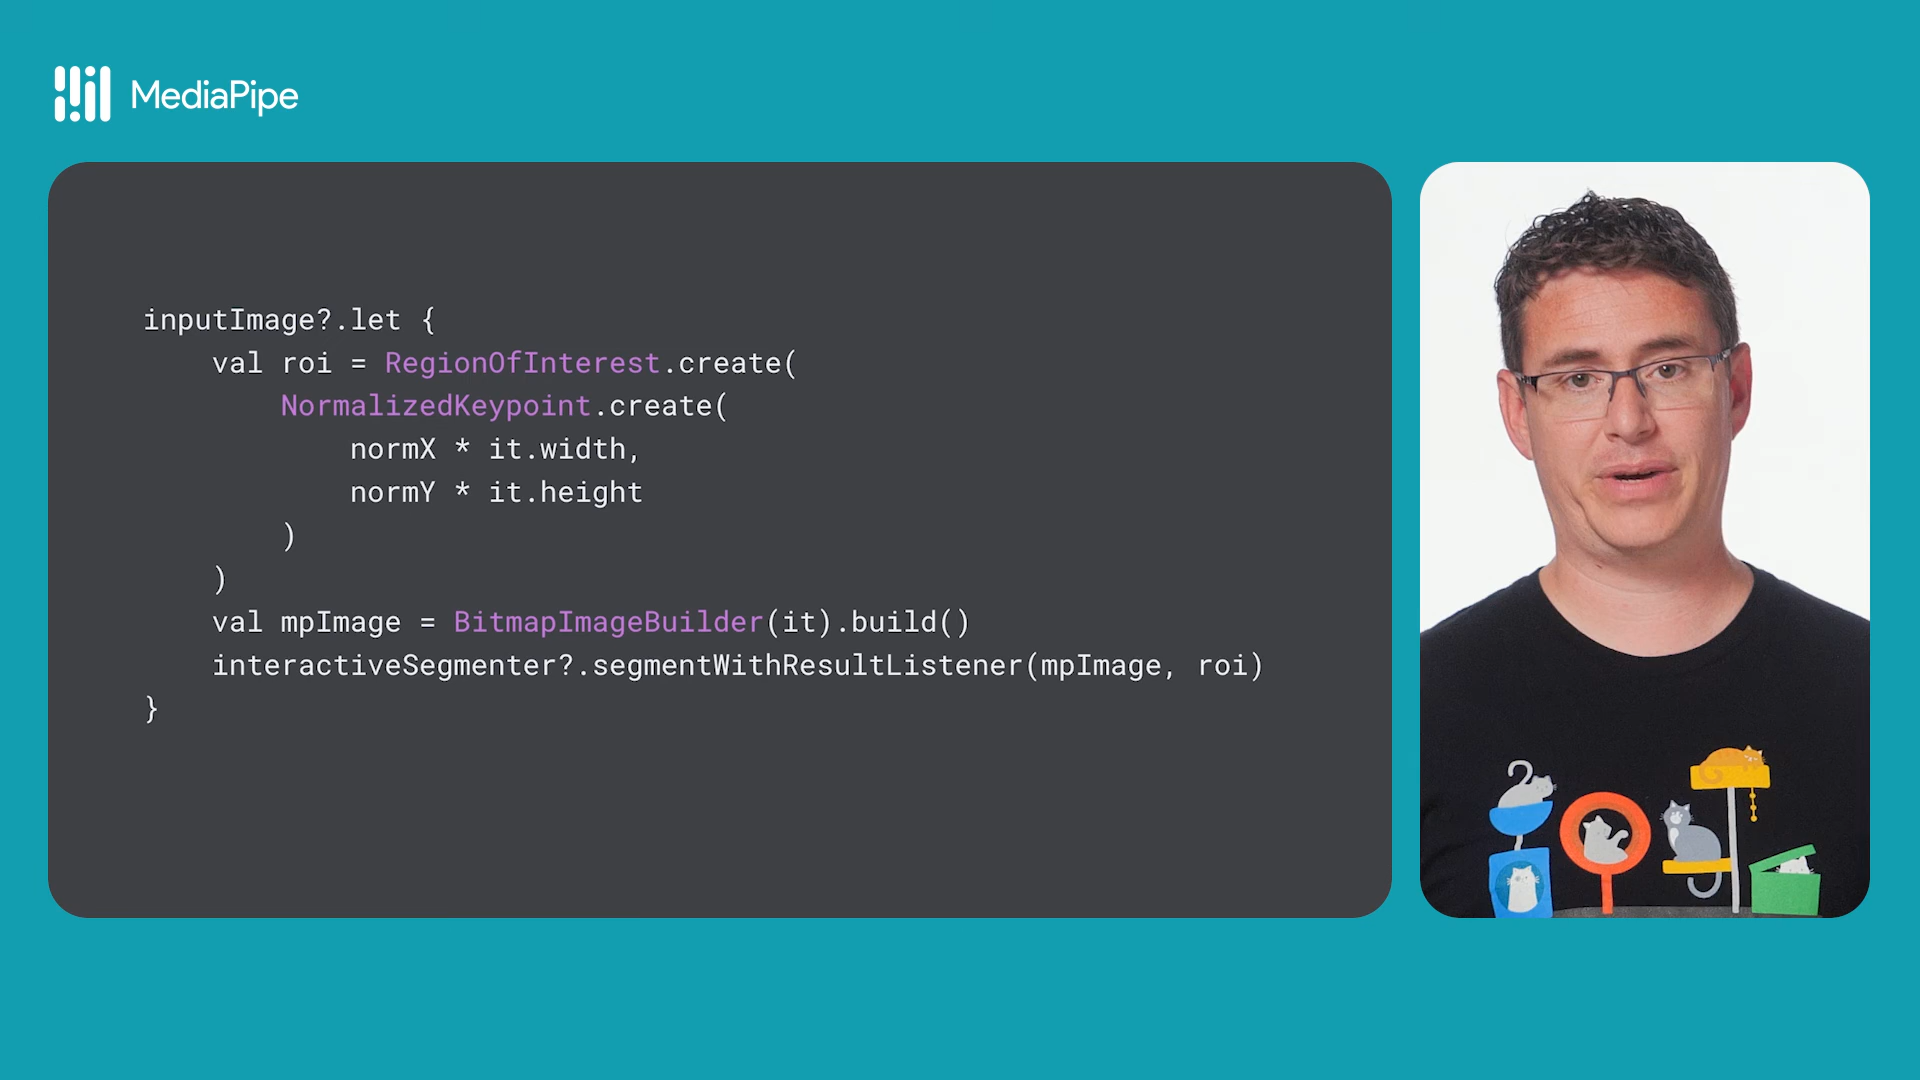 MediaPipe
inputImage?.let {
    val roi = RegionOfInterest.create(
        NormalizedKeypoint.create(
            normX * it.width,
            normY * it.height
        )
    )
    val mpImage = BitmapImageBuilder(it).build()
    interactiveSegmenter?.segmentWithResultListener(mpImage, roi)
}